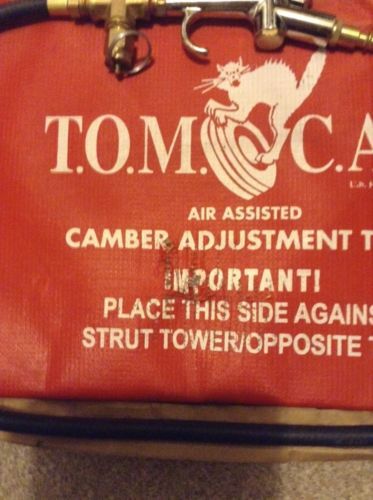 T.O.M. C.A
AIR ASSISTED
CAMBER ADJUSTMENT T
IMPORTANT!
PLACE THIS SIDE AGAINS
STRUT TOWER/OPPOSITE T